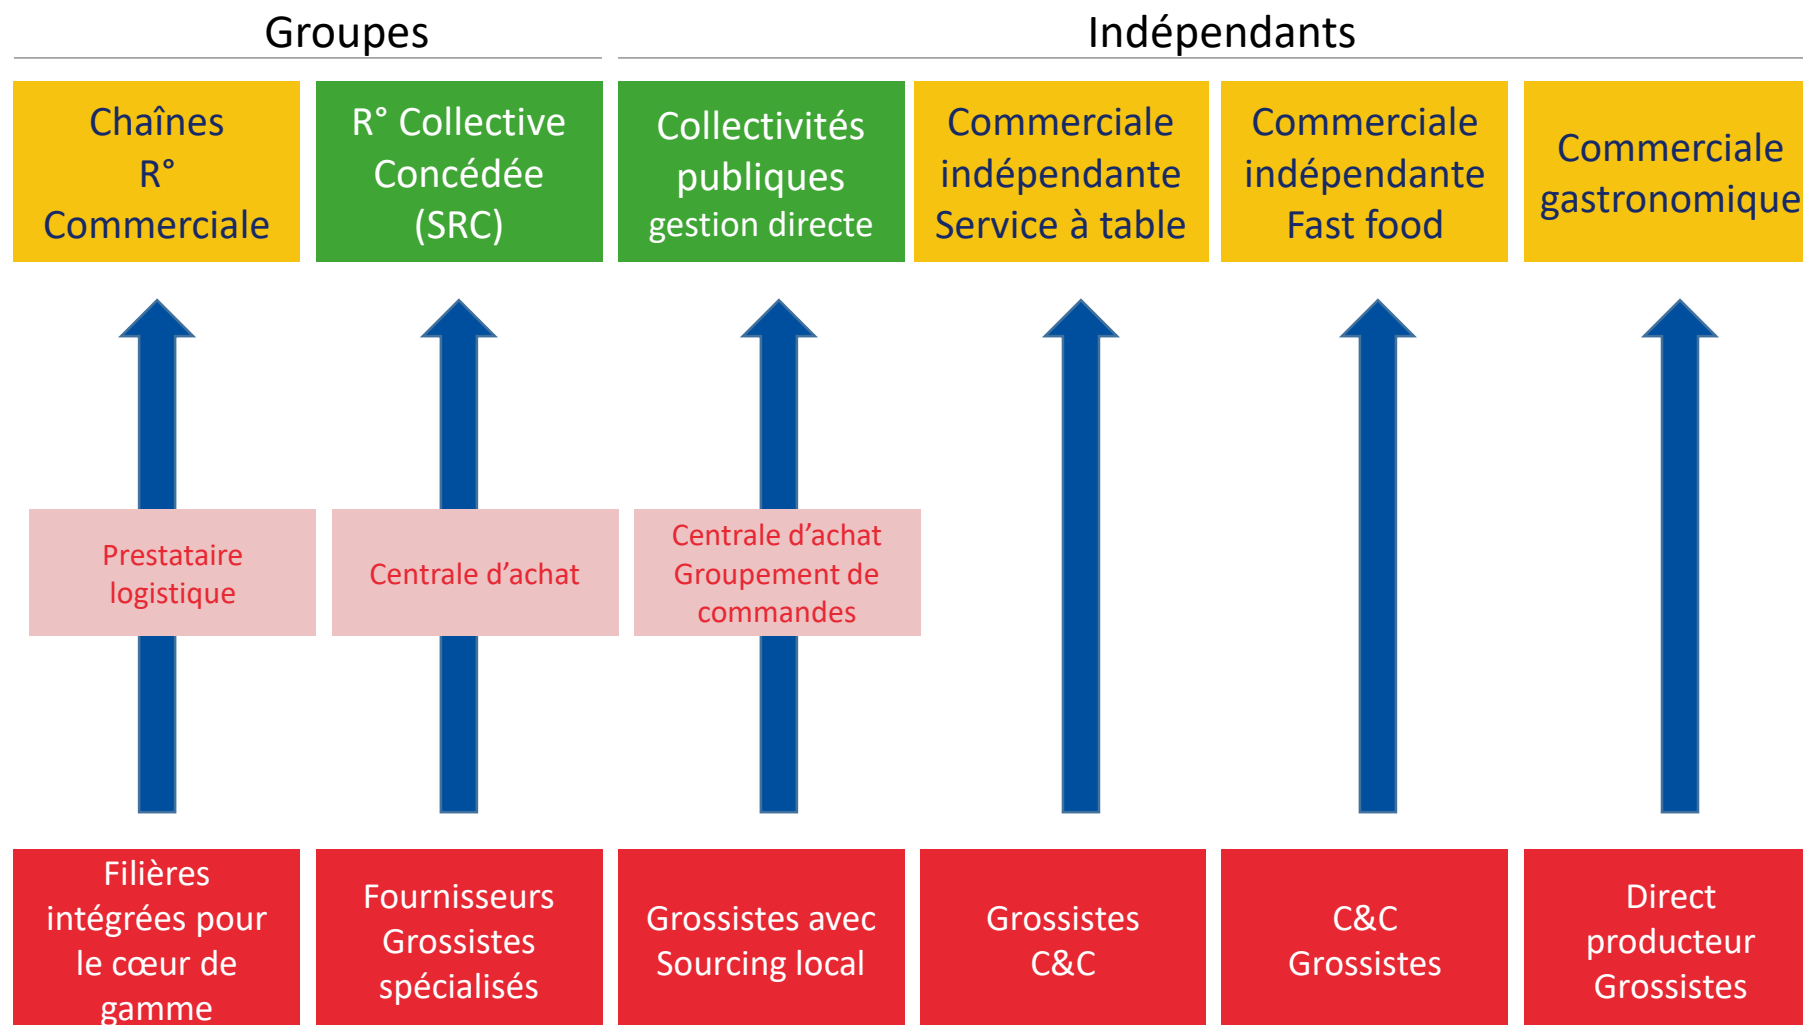 Groupes
Indépendants
Chaînes
R°
Commerciale
R° Collective
Concédée
(SRC)
Collectivités
publiques
gestion directe
Commerciale
indépendante
Service à table
Commerciale
indépendante
Fast food
Commerciale
gastronomique
Prestataire
logistique
Centrale d’achat
Centrale d’achat
Groupement de
commandes
Filières
intégrées pour
le cœur de
gamme
Fournisseurs
Grossistes
spécialisés
Grossistes avec
Sourcing local
Grossistes
C&C
C&C
Grossistes
Direct
producteur
Grossistes